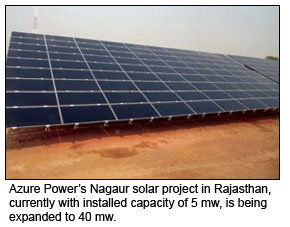 Azure Power's Nagaur solar project in Rajasthan,
currently with installed capacity of 5 mw, is being
expanded to 40 mw.